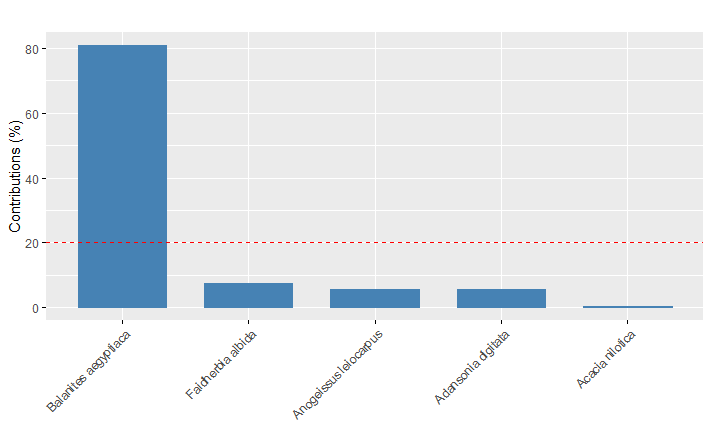 Contributions (%)
80
60
40
20
0
Balanites aegyptiaca
Faidherbia albida
Anogeissus leiocarpus
Adansonia digitata
Acacia nilotica